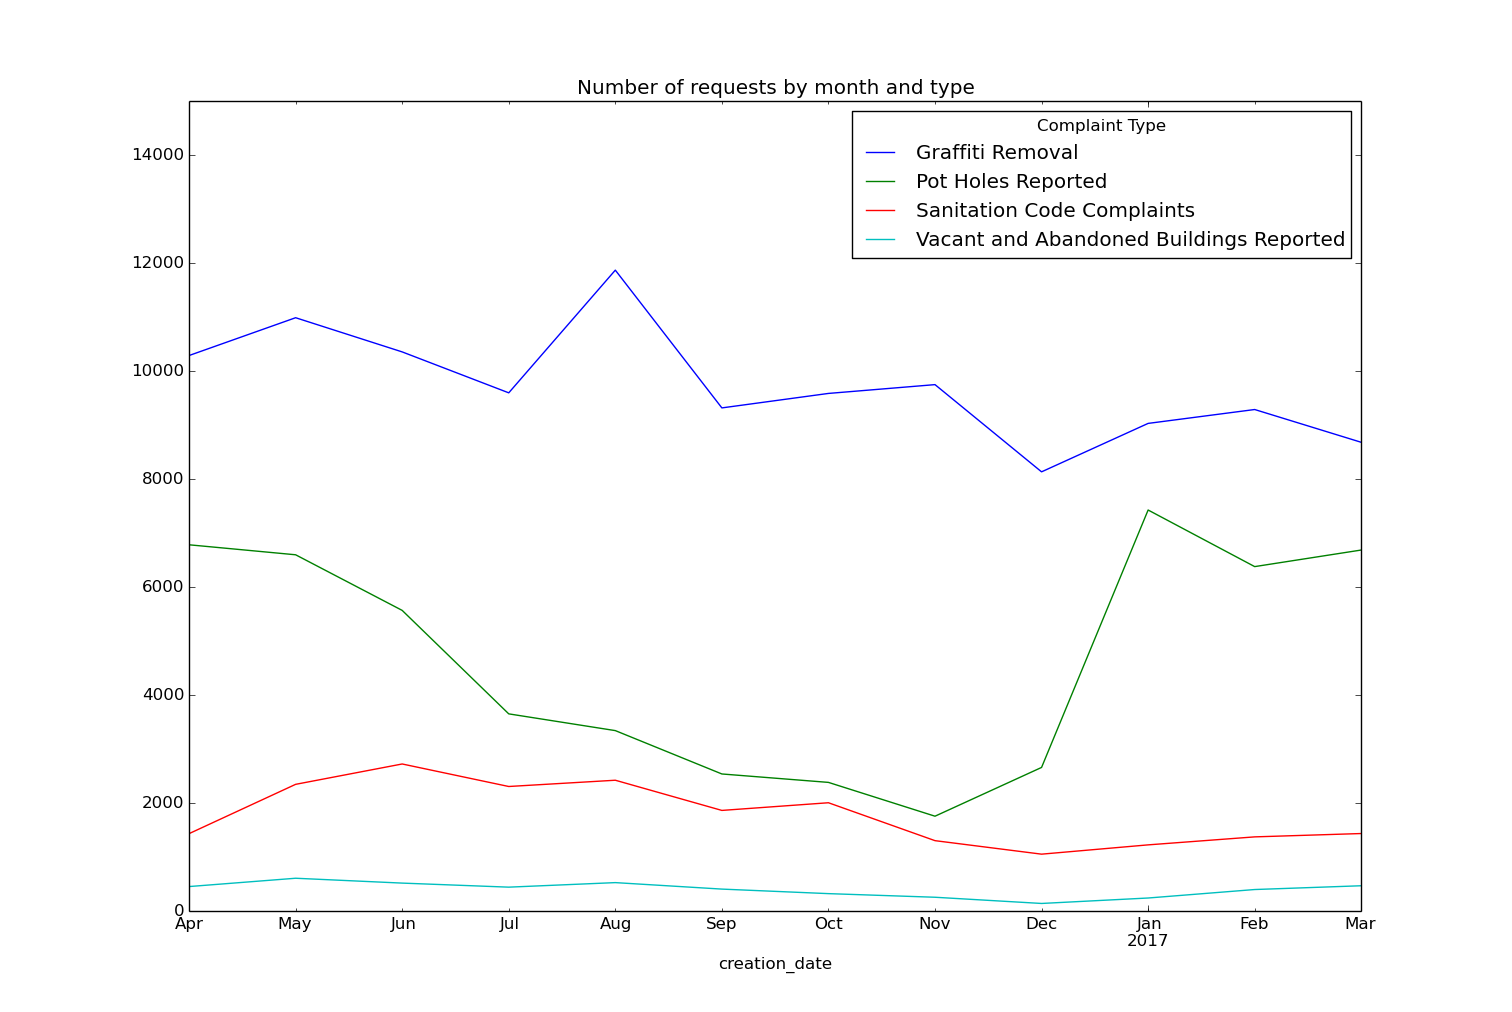 Number of requests by month and type
Complaint Type
Graffiti Removal
Pot Holes Reported
Sanitation Code Complaints
Vacant and Abandoned Buildings Reported
14000
12000
10000
8000
6000
4000
2000
0
Apr May Jun Jul Aug Sep Oct Nov Dec Jan Feb Mar
2017
creation_date